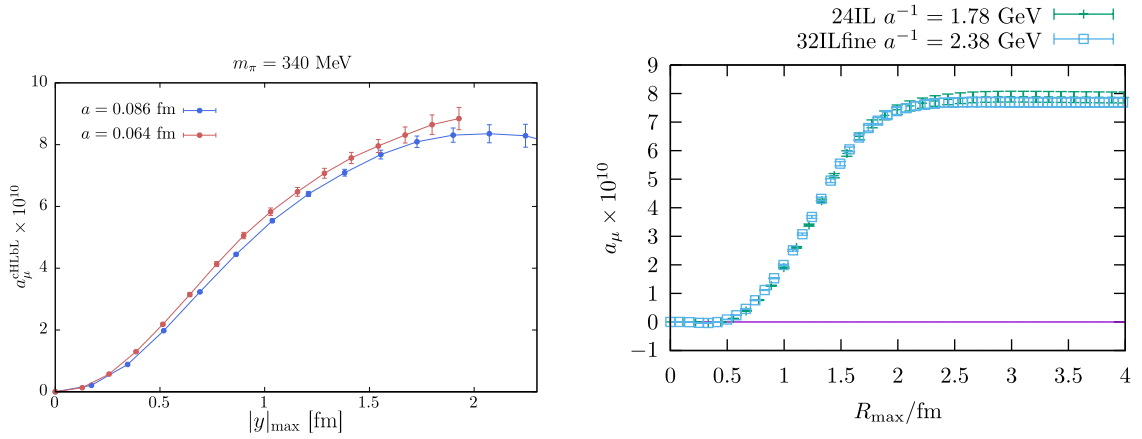 m_π = 340 MeV
a = 0.086 fm
a = 0.064 fm
a_μ^{cHLbL} × 10^{10}
10
8
6
4
2
0
0 0.5 1 1.5 2
|y|_max [fm]
24IL a^{−1} = 1.78 GeV
32ILfine a^{−1} = 2.38 GeV
a_μ × 10^{10}
9
8
7
6
5
4
3
2
1
0
−1
0 0.5 1 1.5 2 2.5 3 3.5 4
R_max/fm